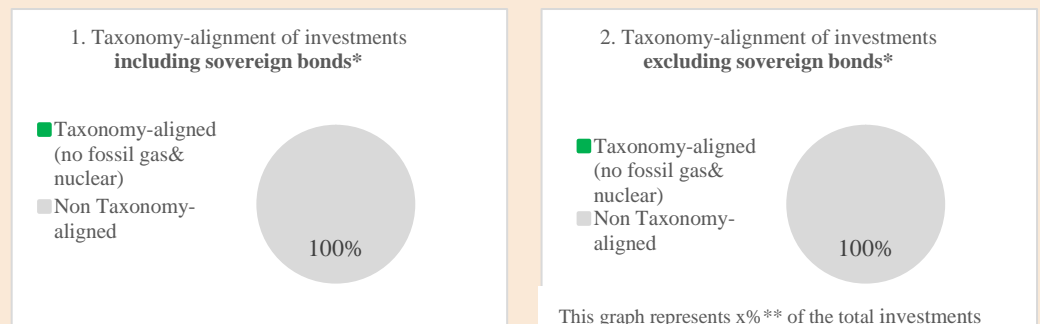 1. Taxonomy-alignment of investments
including sovereign bonds*
Taxonomy-aligned
(no fossil gas&
nuclear)
Non Taxonomy-
aligned
100%
2. Taxonomy-alignment of investments
excluding sovereign bonds*
Taxonomy-aligned
(no fossil gas&
nuclear)
Non Taxonomy-
aligned
100%
This graph represents x%** of the total investments